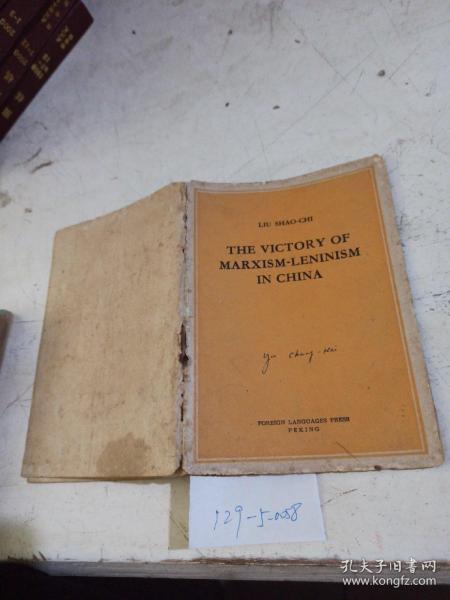 LIU SHAO-CHI
THE VICTORY OF
MARXISM-LENINISM
IN CHINA
FOREIGN LANGUAGES PRESS
PEKING
129-5-058
孔夫子旧书网
www.kongfz.com